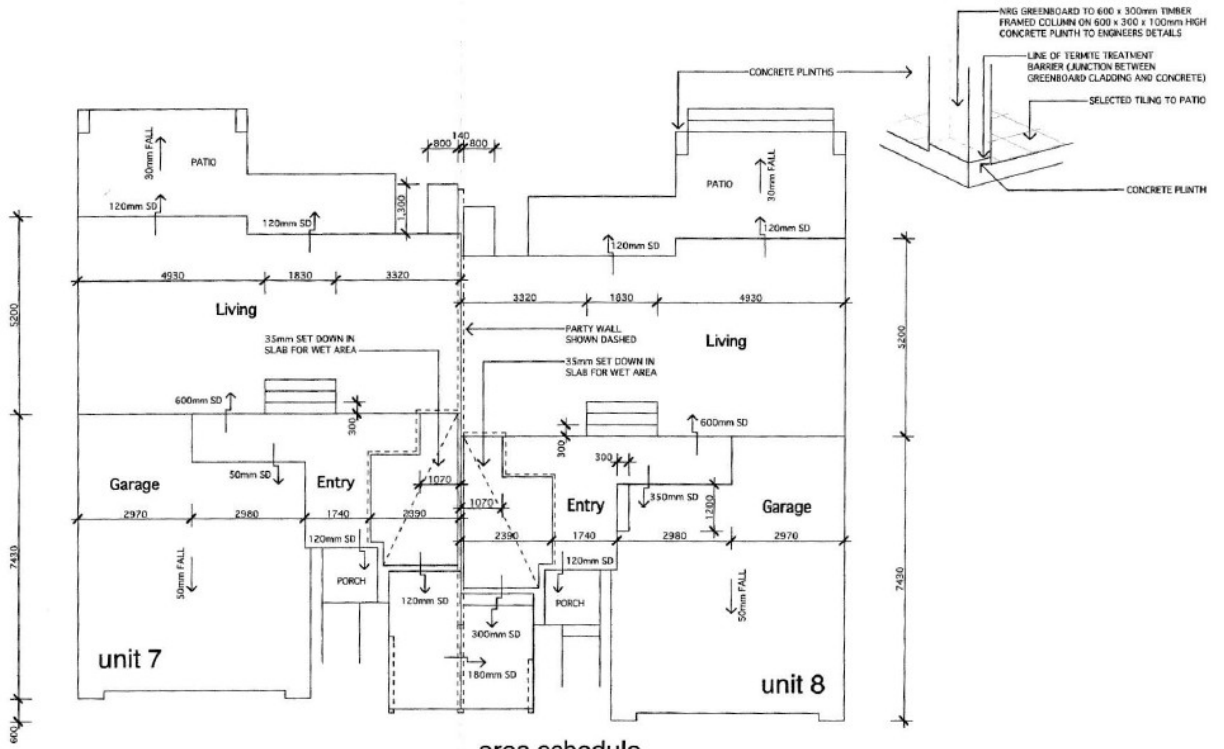 NRG GREENBOARD TO 600 x 300mm TIMBER
FRAMED COLUMN ON 600 x 300 x 100mm HIGH
CONCRETE PLINTH TO ENGINEERS DETAILS
LINE OF TERMITE TREATMENT
BARRIER (JUNCTION BETWEEN
GREENBOARD CLADDING AND CONCRETE)
SELECTED TILING TO PATIO
CONCRETE PLINTH
CONCRETE PLINTHS
140
800
800
30mm FALL
PATIO
1,300
PATIO
30mm FALL
120mm SD
120mm SD
120mm SD
120mm SD
4930
1830
3320
3320
1830
4930
5200
Living
PARTY WALL
SHOWN DASHED
Living
5200
35mm SET DOWN IN
SLAB FOR WET AREA
35mm SET DOWN IN
SLAB FOR WET AREA
600mm SD
300
600mm SD
300
300
50mm SD
Garage
Entry
1070
1070
Entry
350mm SD
1200
Garage
2970
2980
1740
2390
2390
1740
2980
2970
120mm SD
120mm SD
7430
50mm FALL
PORCH
120mm SD
PORCH
50mm FALL
7430
300mm SD
unit 7
180mm SD
unit 8
600
area schedule